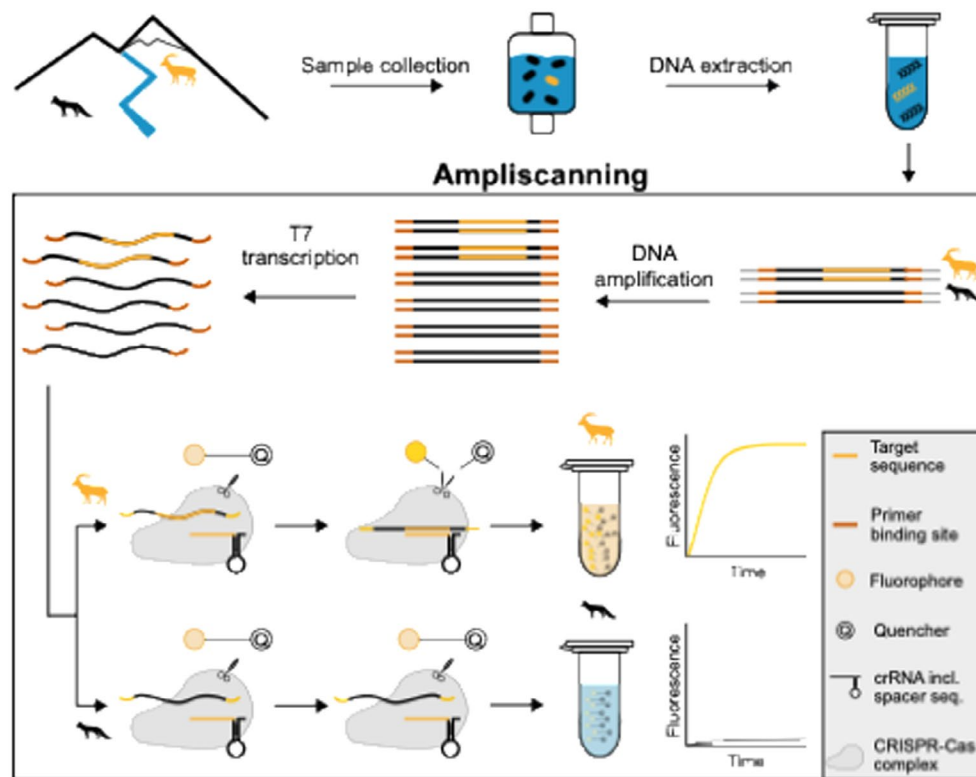 Sample collection
DNA extraction
Ampliscanning
T7
transcription
DNA
amplification
Fluorescence
Time
Fluorescence
Time
Target
sequence
Primer
binding site
Fluorophore
Quencher
crRNA incl.
spacer seq.
CRISPR-Cas
complex